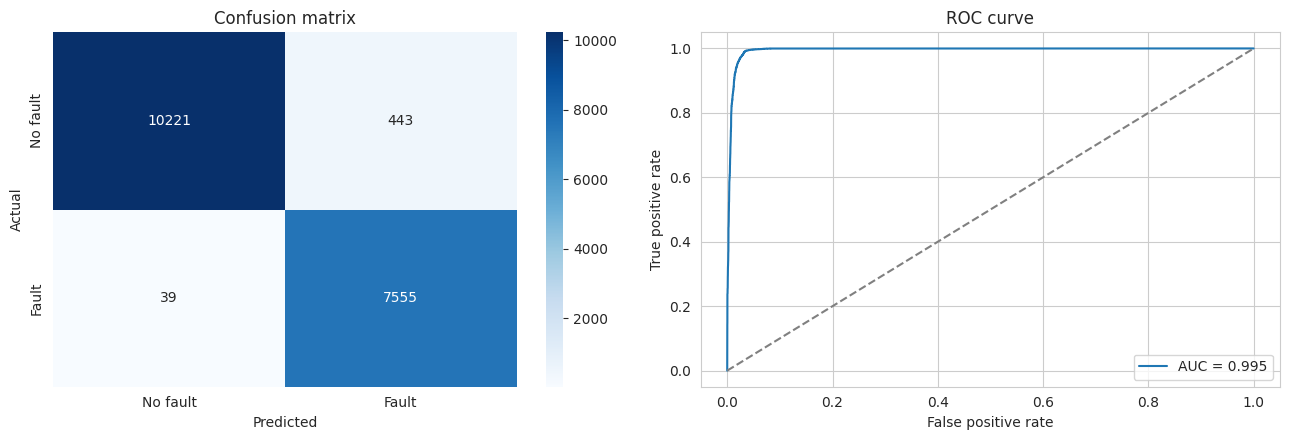 Confusion matrix
No fault
Fault
Actual
10221
443
39
7555
No fault
Fault
Predicted
10000
8000
6000
4000
2000
ROC curve
True positive rate
1.0
0.8
0.6
0.4
0.2
0.0
0.0
0.2
0.4
0.6
0.8
1.0
False positive rate
AUC = 0.995